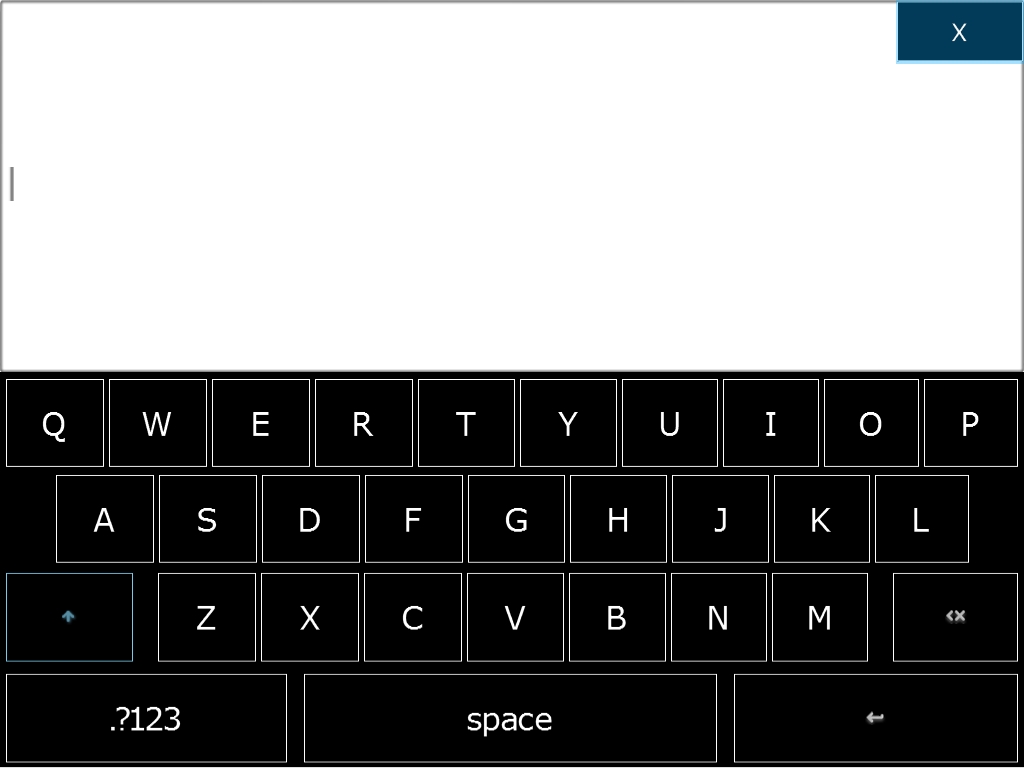 X
Q W E R T Y U I O P
A S D F G H J K L
Z X C V B N M
.?123 space